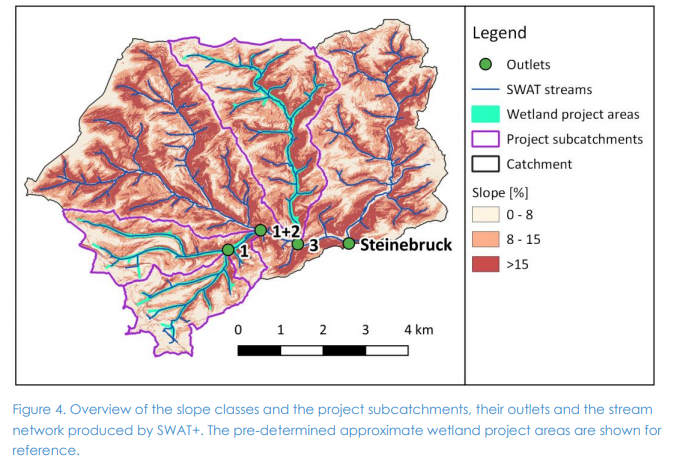 Legend
Outlets
SWAT streams
Wetland project areas
Project subcatchments
Catchment
Slope [%]
0 - 8
8 - 15
>15
1+2
1
3
Steinebruck
0 1 2 3 4 km
Figure 4. Overview of the slope classes and the project subcatchments, their outlets and the stream
network produced by SWAT+. The pre-determined approximate wetland project areas are shown for
reference.